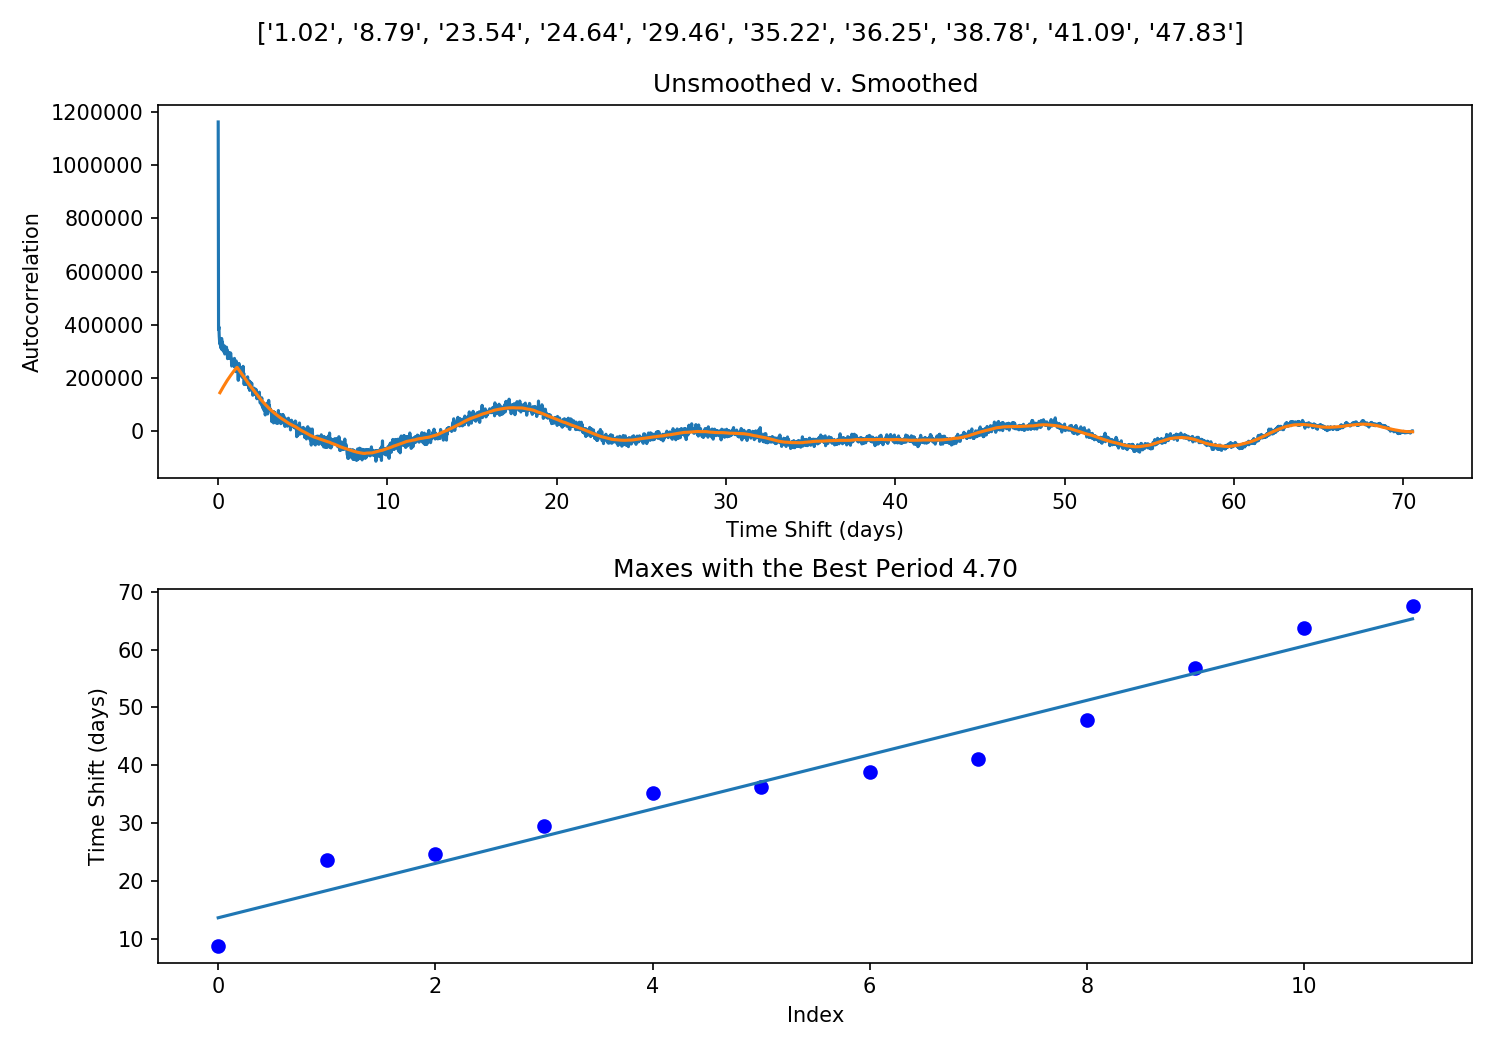 ['1.02', '8.79', '23.54', '24.64', '29.46', '35.22', '36.25', '38.78', '41.09', '47.83']
Unsmoothed v. Smoothed
1200000
1000000
800000
600000
400000
200000
0
Autocorrelation
0 10 20 30 40 50 60 70
Time Shift (days)
Maxes with the Best Period 4.70
70
60
50
40
30
20
10
Time Shift (days)
0 2 4 6 8 10
Index